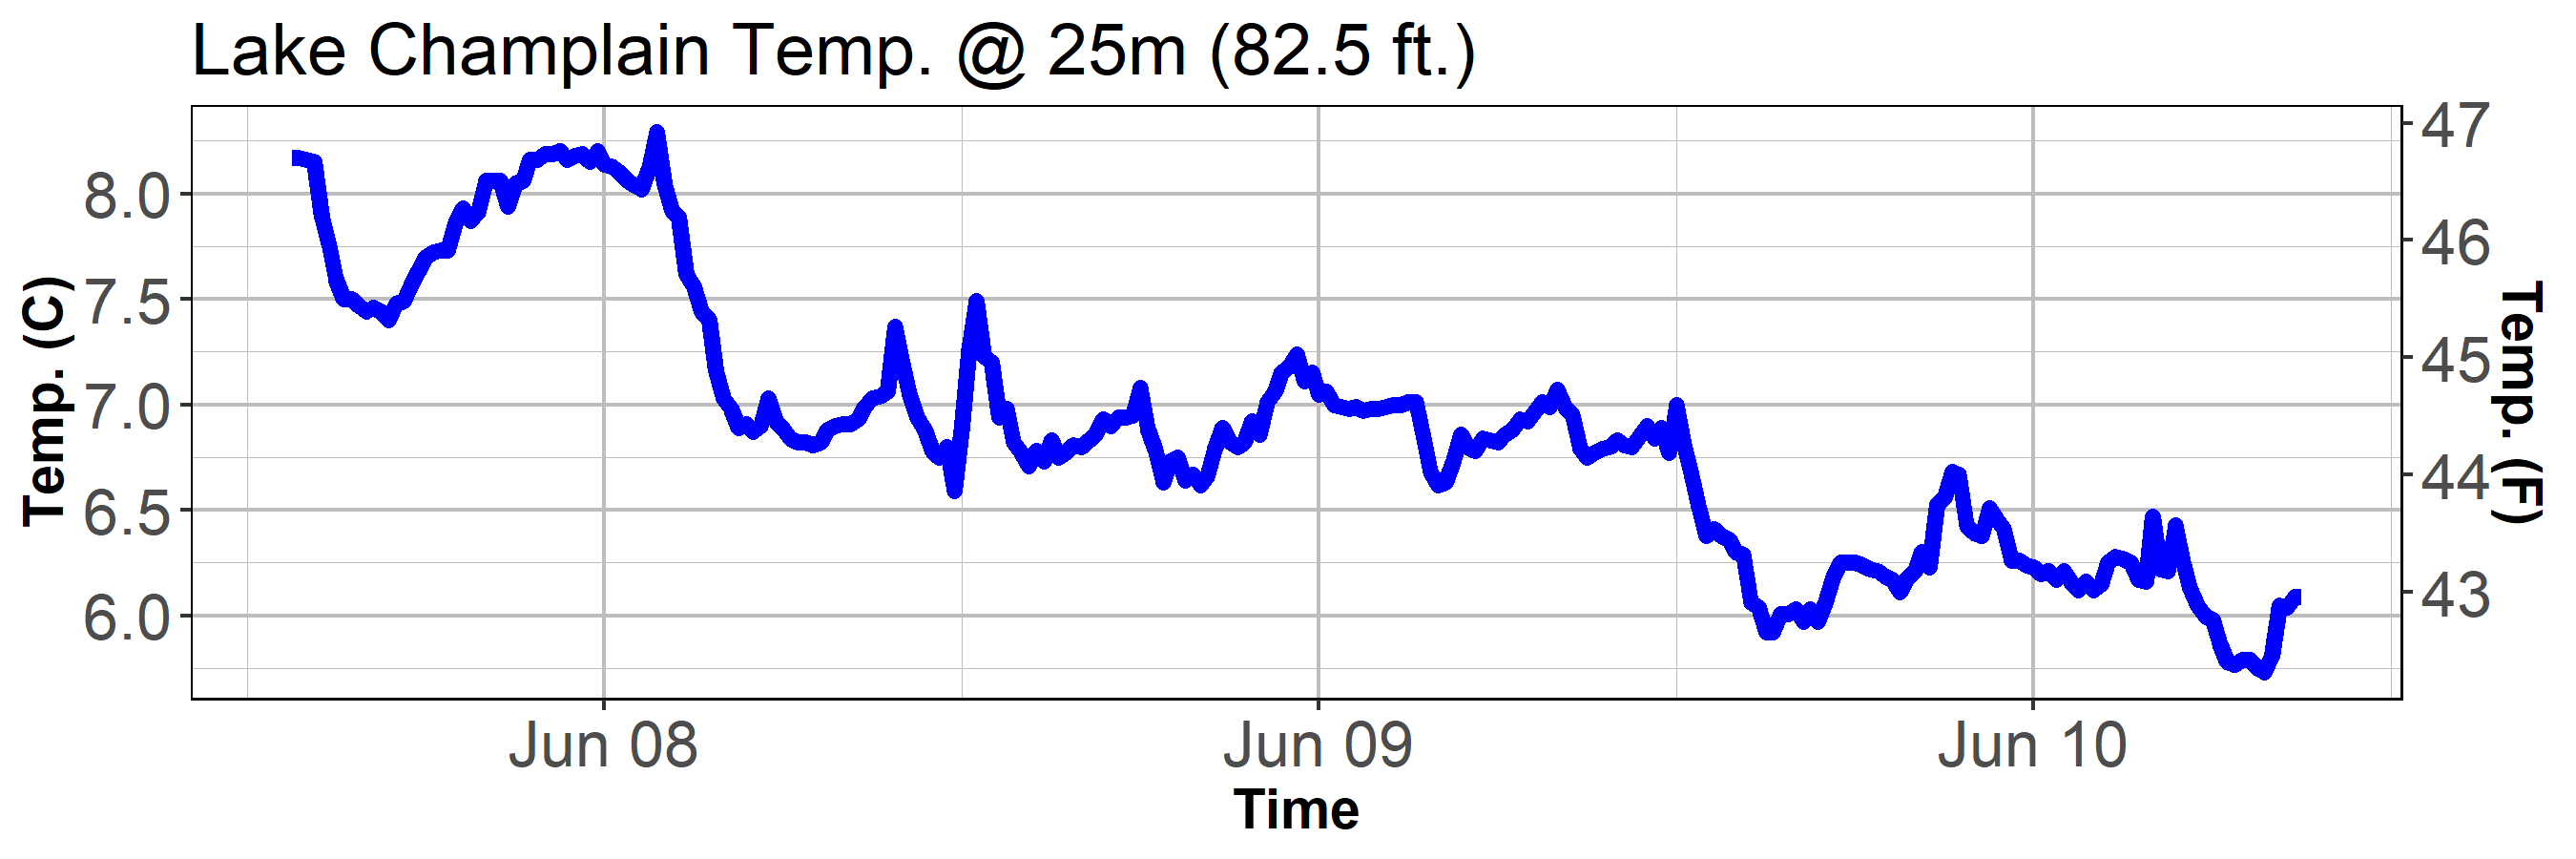 Lake Champlain Temp. @ 25m (82.5 ft.)
Temp. (C)
8.0
7.5
7.0
6.5
6.0
47
46
45
44
43
Temp. (F)
Jun 08
Jun 09
Jun 10
Time